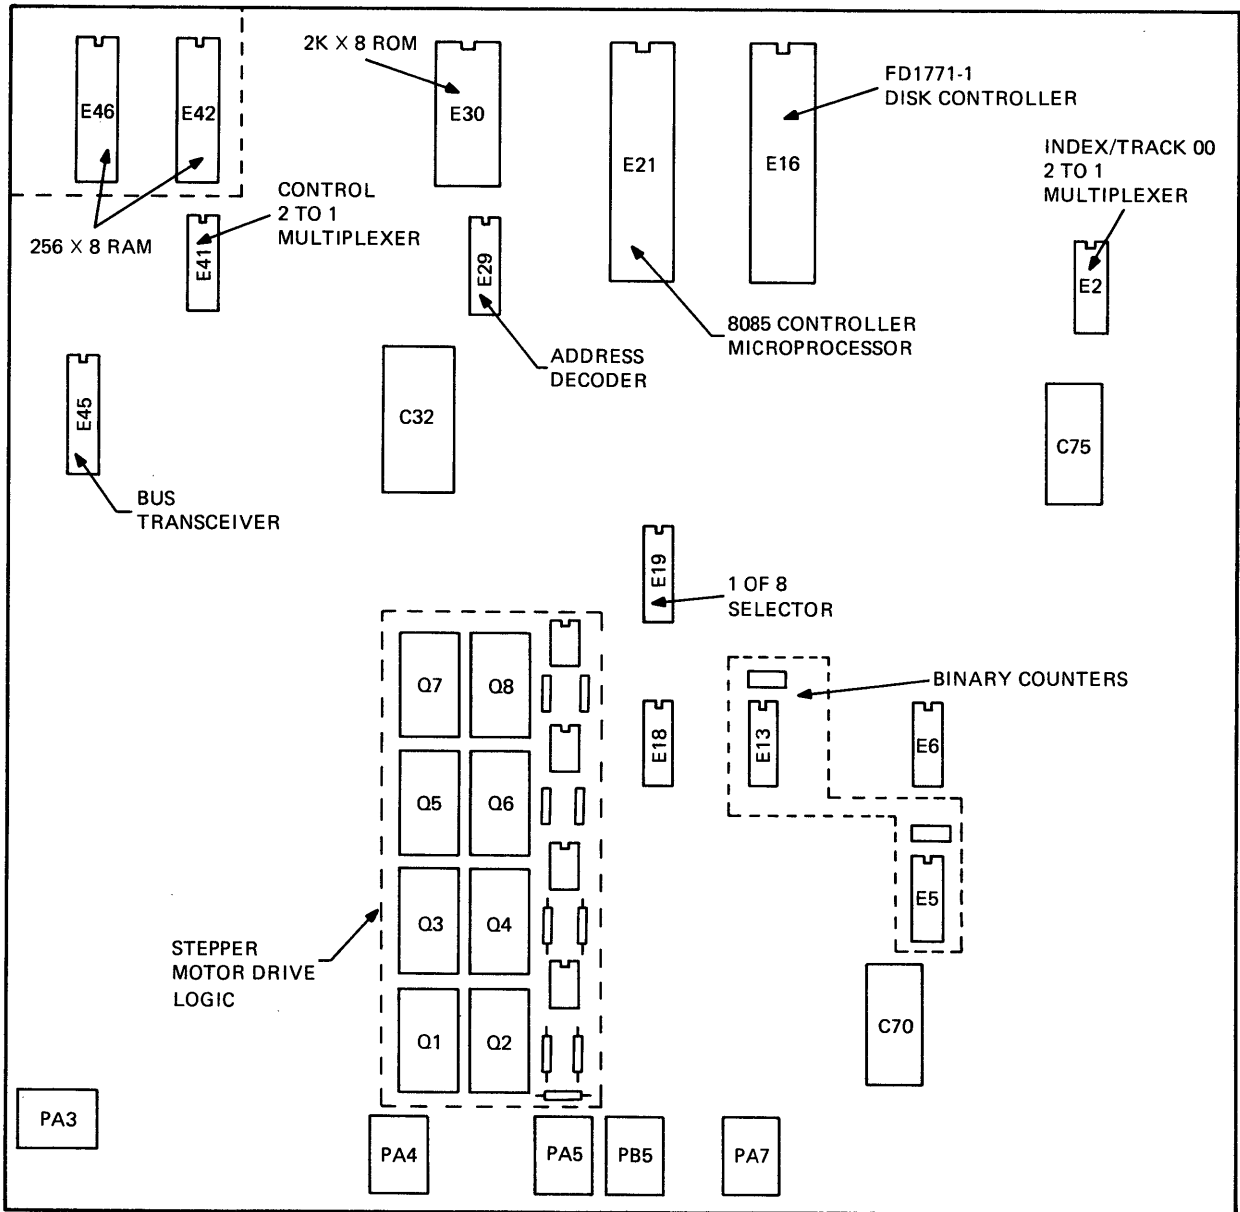 2K X 8 ROM
FD1771-1
DISK CONTROLLER
E46
E42
E30
E21
E16
INDEX/TRACK 00
2 TO 1
MULTIPLEXER
CONTROL
2 TO 1
MULTIPLEXER
256 X 8 RAM
E41
E29
E2
8085 CONTROLLER
MICROPROCESSOR
ADDRESS
DECODER
E45
C32
C75
BUS
TRANSCEIVER
E19
1 OF 8
SELECTOR
BINARY COUNTERS
Q7
Q8
E18
E13
E6
Q5
Q6
E5
Q3
Q4
STEPPER
MOTOR DRIVE
LOGIC
Q1
Q2
C70
PA3
PA4
PA5
PB5
PA7